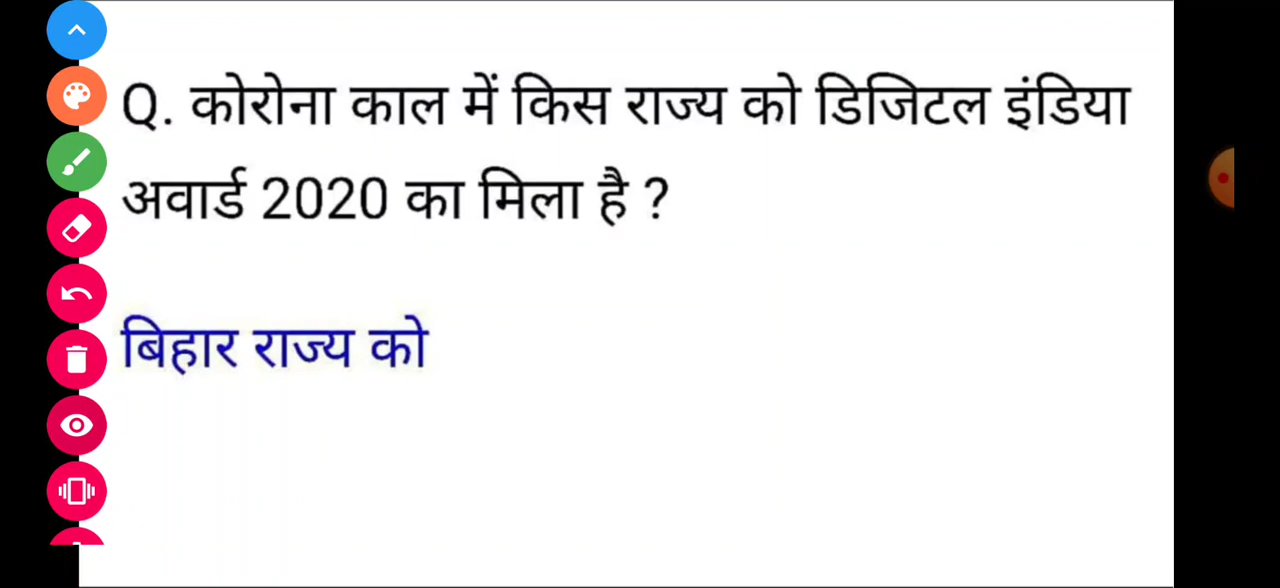 Q. कोरोना काल में किस राज्य को डिजिटल इंडिया
अवार्ड 2020 का मिला है ?
बिहार राज्य को